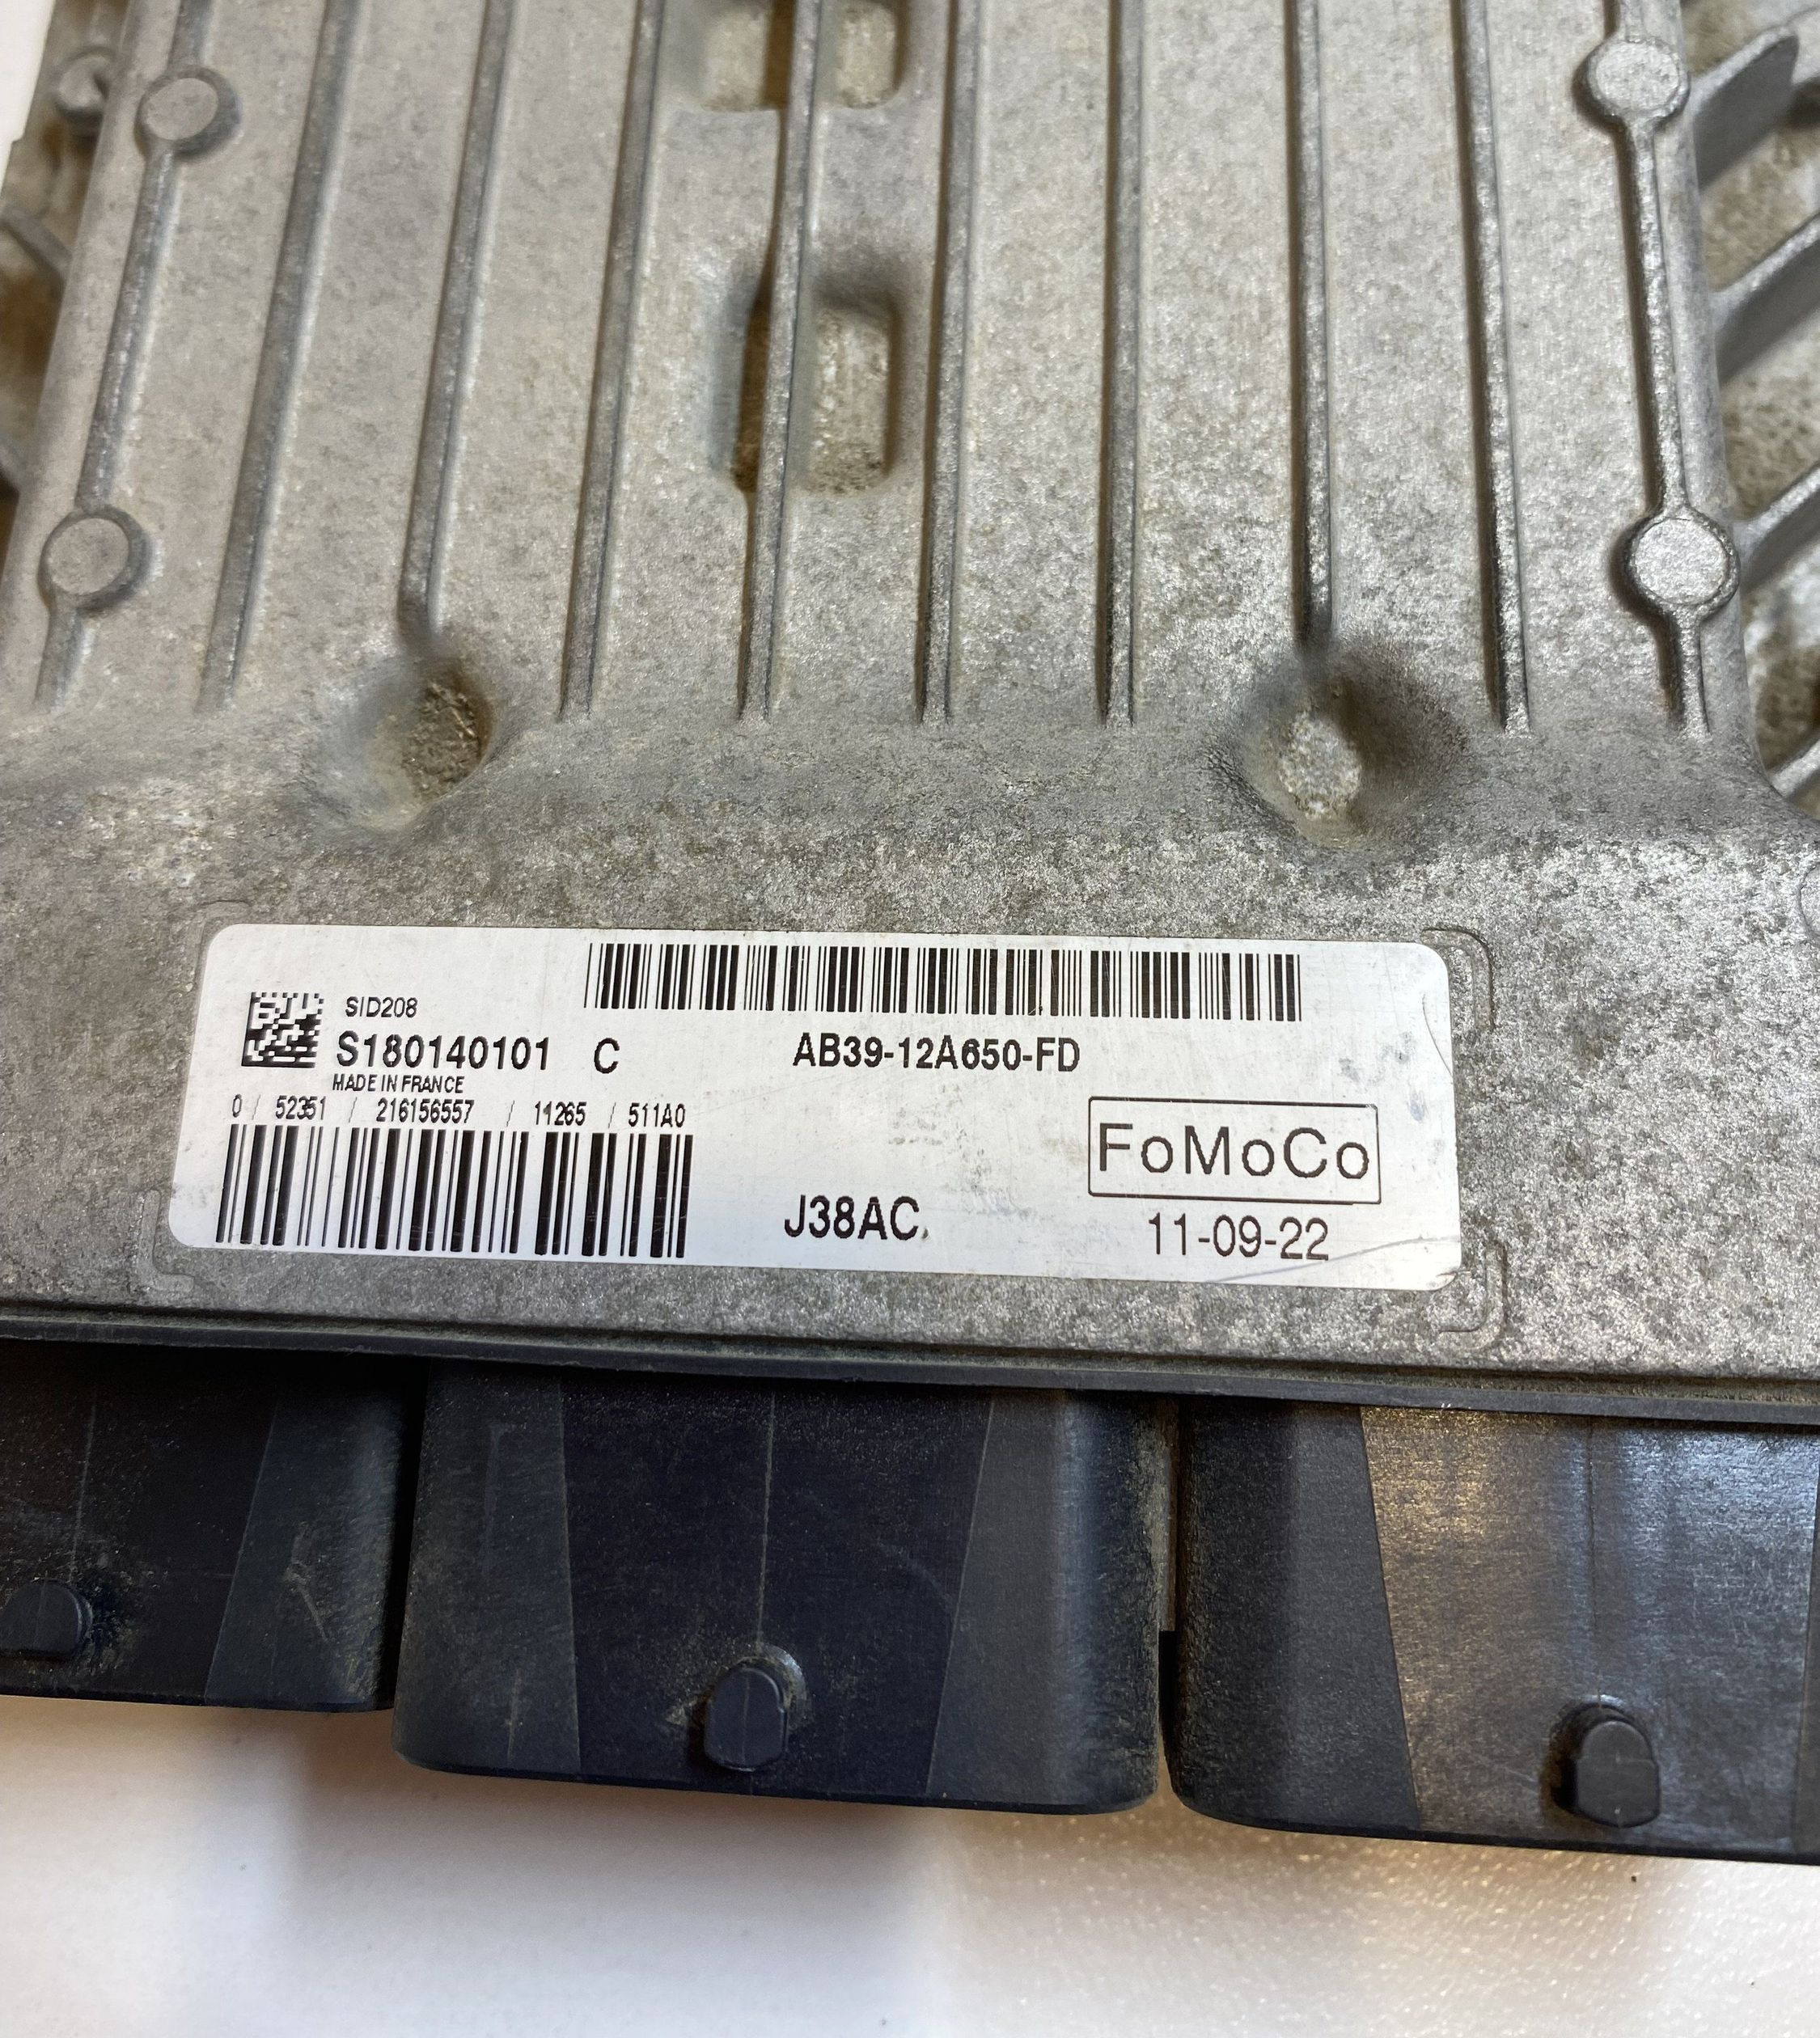 SID208
S180140101 C
AB39-12A650-FD
MADE IN FRANCE
0 / 52351 / 216156557 / 11265 / 511A0
FoMoCo
J38AC
11-09-22